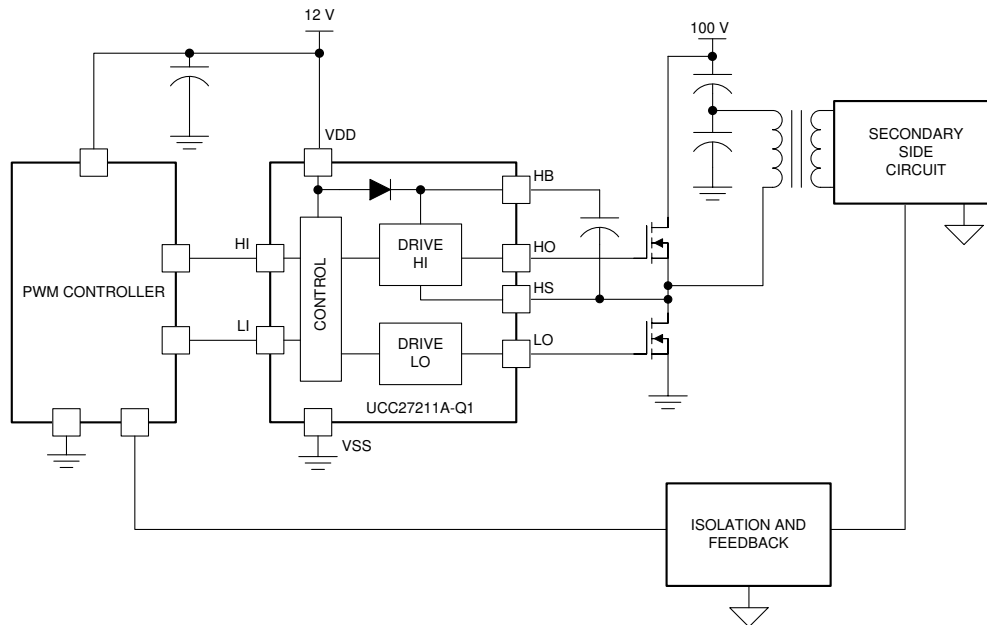 12 V
100 V
VDD
SECONDARY
SIDE
CIRCUIT
HB
HI
DRIVE
HI
HO
PWM CONTROLLER
CONTROL
HS
LI
DRIVE
LO
LO
UCC27211A-Q1
VSS
ISOLATION AND
FEEDBACK